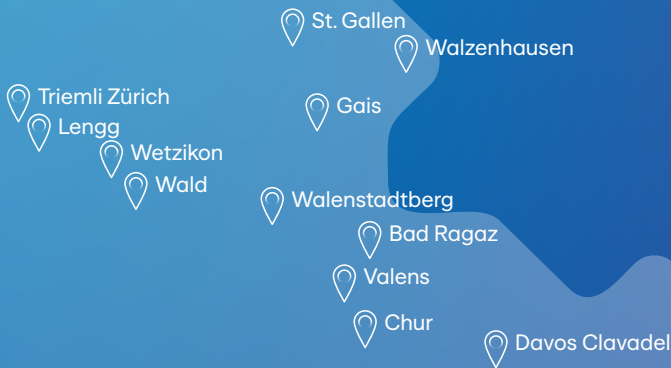 St. Gallen
Walzenhausen
Triemli Zürich
Gais
Lengg
Wetzikon
Wald
Walenstadtberg
Bad Ragaz
Valens
Chur
Davos Clavadel